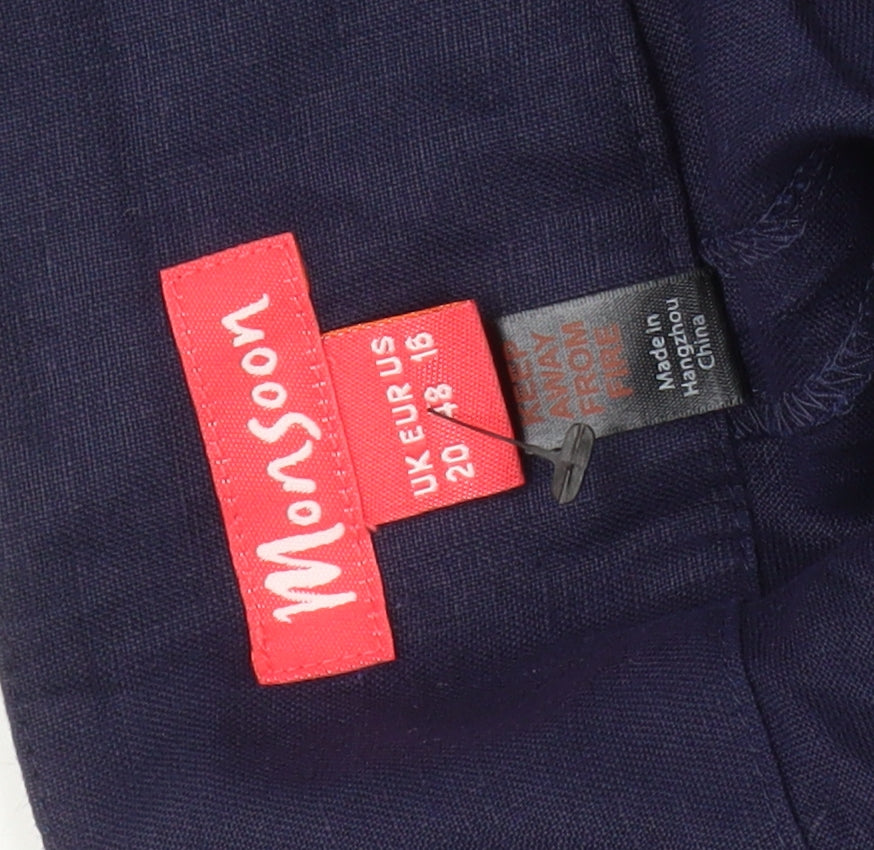 Monsoon
UK EUR US
20 48 16
KEEP
AWAY
FROM
FIRE
Made in
Hangzhou
China